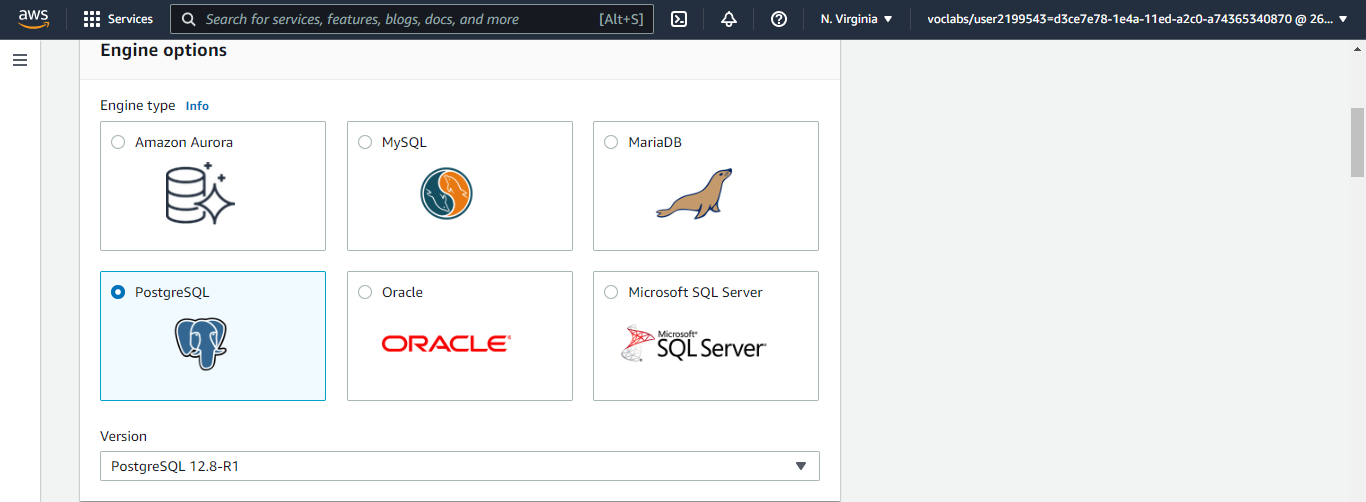 aws
Services
Search for services, features, blogs, docs, and more
[Alt+S]
N. Virginia
voclabs/user2199543=d3ce7e78-1e4a-11ed-a2c0-a74365340870 @ 26...
Engine options
Engine type Info
Amazon Aurora
MySQL
MariaDB
PostgreSQL
Oracle
ORACLE
Microsoft SQL Server
Microsoft
SQL Server
Version
PostgreSQL 12.8-R1